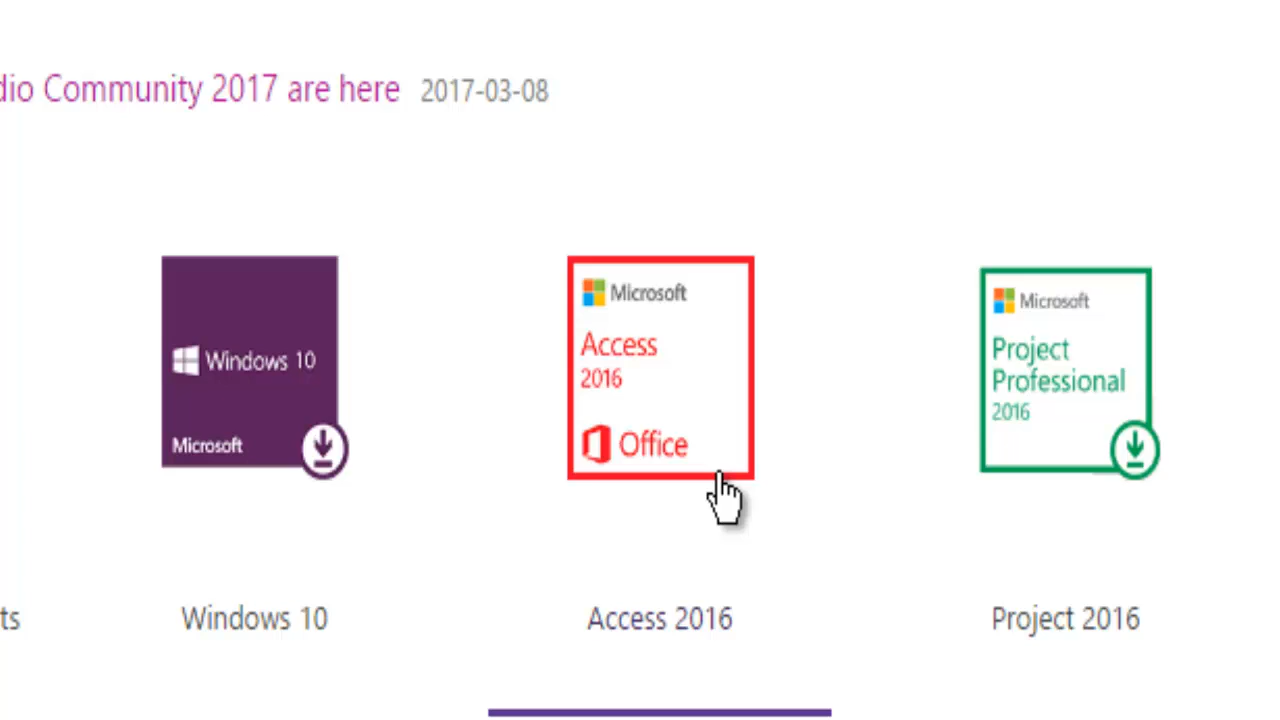 dio Community 2017 are here 2017-03-08
Windows 10
Microsoft
Microsoft
Access
2016
Office
Microsoft
Project
Professional
2016
ts
Windows 10
Access 2016
Project 2016